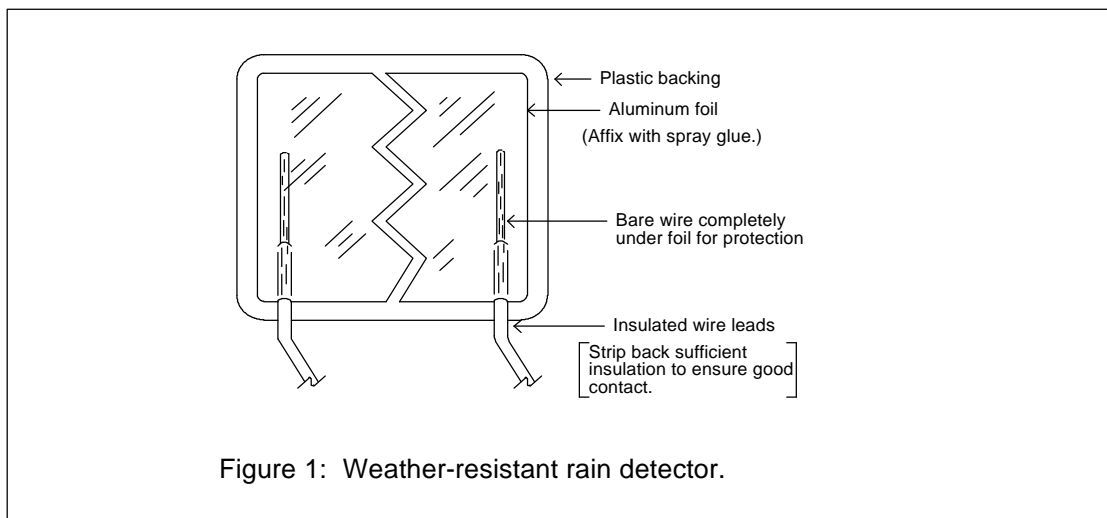 Plastic backing
Aluminum foil
(Affix with spray glue.)
Bare wire completely
under foil for protection
Insulated wire leads
Strip back sufficient
insulation to ensure good
contact.
Figure 1: Weather-resistant rain detector.